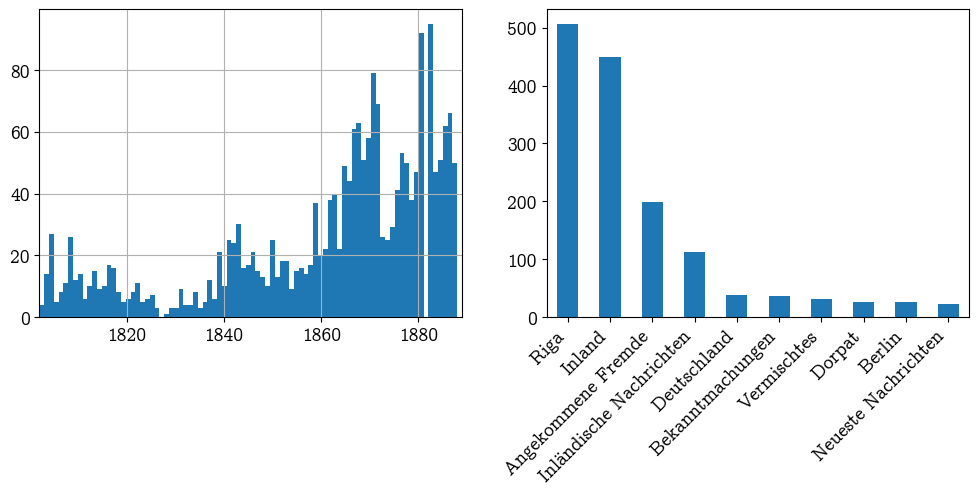 80
60
40
20
0
1820 1840 1860 1880
500
400
300
200
100
0
Riga
Inland
Angekommene Fremde
Inländische Nachrichten
Deutschland
Bekanntmachungen
Vermischtes
Dorpat
Berlin
Neueste Nachrichten